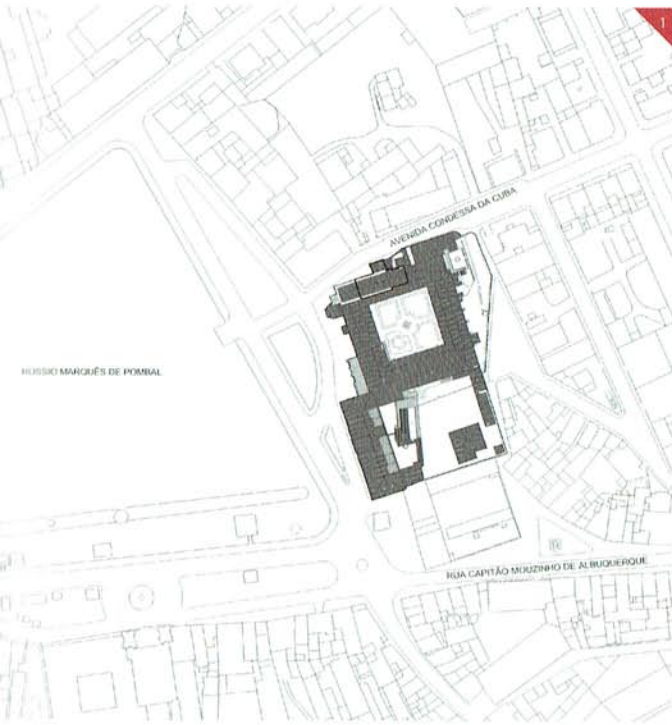 1
AVENIDA CONDESSA DA CUBA
ROSSIO MARQUÊS DE POMBAL
RUA CAPITÃO MOUZINHO DE ALBUQUERQUE